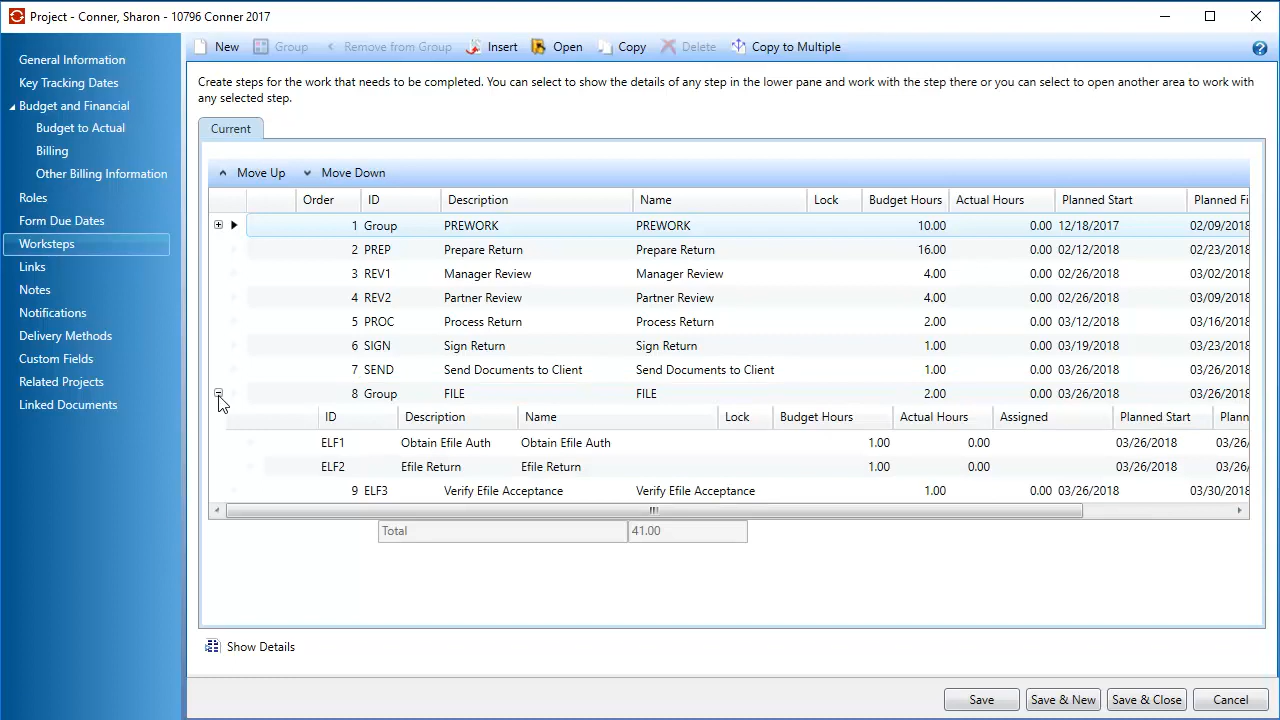 Project - Conner, Sharon - 10796 Conner 2017
General Information
Key Tracking Dates
Budget and Financial
Budget to Actual
Billing
Other Billing Information
Roles
Form Due Dates
Worksteps
Links
Notes
Notifications
Delivery Methods
Custom Fields
Related Projects
Linked Documents
New Group Remove from Group Insert Open Copy Delete Copy to Multiple
Create steps for the work that needs to be completed. You can select to show the details of any step in the lower pane and work with the step there or you can select to open another area to work with
any selected step.
Current
Move Up Move Down
Order ID Description Name Lock Budget Hours Actual Hours Planned Start Planned Fi
1 Group PREWORK PREWORK 10.00 0.00 12/18/2017 02/09/2018
2 PREP Prepare Return Prepare Return 16.00 0.00 02/12/2018 02/23/2018
3 REV1 Manager Review Manager Review 4.00 0.00 02/26/2018 03/02/2018
4 REV2 Partner Review Partner Review 4.00 0.00 02/26/2018 03/09/2018
5 PROC Process Return Process Return 2.00 0.00 03/12/2018 03/16/2018
6 SIGN Sign Return Sign Return 1.00 0.00 03/19/2018 03/23/2018
7 SEND Send Documents to Client Send Documents to Client 1.00 0.00 03/26/2018 03/28/2018
8 Group FILE FILE 2.00 0.00 03/26/2018 03/26/2018
ID Description Name Lock Budget Hours Actual Hours Assigned Planned Start Plann
ELF1 Obtain Efile Auth Obtain Efile Auth 1.00 0.00 03/26/2018 03/26/
ELF2 Efile Return Efile Return 1.00 0.00 03/26/2018 03/26/
9 ELF3 Verify Efile Acceptance Verify Efile Acceptance 1.00 0.00 03/26/2018 03/30/2018
Total 41.00
Show Details
Save Save & New Save & Close Cancel